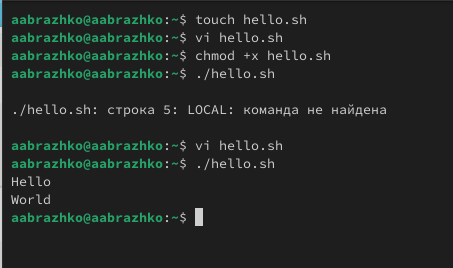 aabrazhko@aabrazhko:~$ touch hello.sh
aabrazhko@aabrazhko:~$ vi hello.sh
aabrazhko@aabrazhko:~$ chmod +x hello.sh
aabrazhko@aabrazhko:~$ ./hello.sh
./hello.sh: строка 5: LOCAL: команда не найдена
aabrazhko@aabrazhko:~$ vi hello.sh
aabrazhko@aabrazhko:~$ ./hello.sh
Hello
World
aabrazhko@aabrazhko:~$